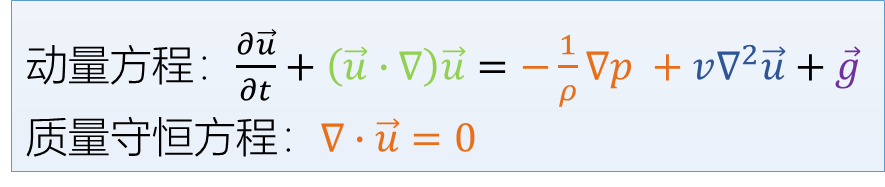 动量方程：∂u⃗/∂t + (u⃗ · ∇)u⃗ = − 1/ρ ∇p + ν∇²u⃗ + g⃗
质量守恒方程：∇ · u⃗ = 0